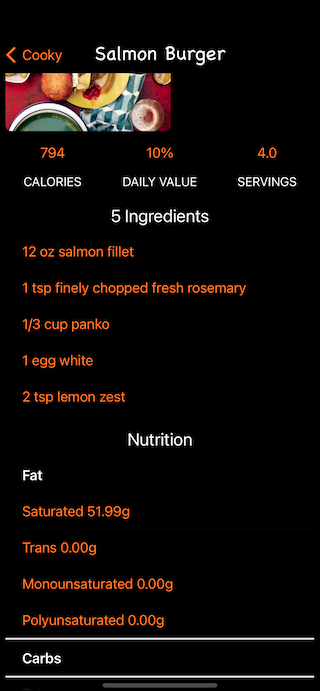 Cooky
Salmon Burger
794
10%
4.0
CALORIES
DAILY VALUE
SERVINGS
5 Ingredients
12 oz salmon fillet
1 tsp finely chopped fresh rosemary
1/3 cup panko
1 egg white
2 tsp lemon zest
Nutrition
Fat
Saturated 51.99g
Trans 0.00g
Monounsaturated 0.00g
Polyunsaturated 0.00g
Carbs